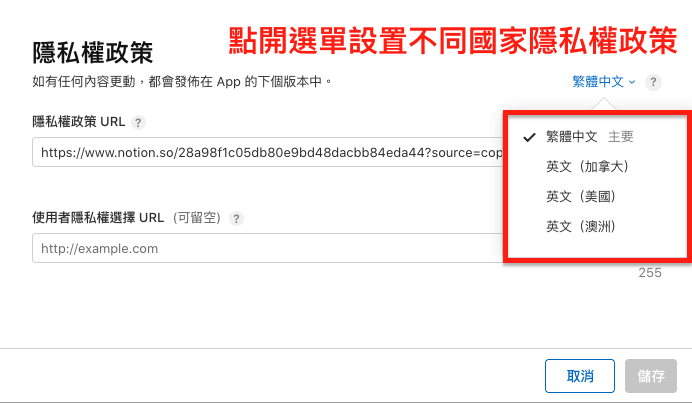 點開選單設置不同國家隱私權政策
隱私權政策
如有任何內容更動，都會發佈在 App 的下個版本中。
繁體中文 ?
隱私權政策 URL ?
https://www.notion.so/28a98f1c05db80e9bd48dacbb84eda44?source=cop
繁體中文 主要
英文（加拿大）
英文（美國）
英文（澳洲）
使用者隱私權選擇 URL （可留空） ?
http://example.com
255
取消 儲存